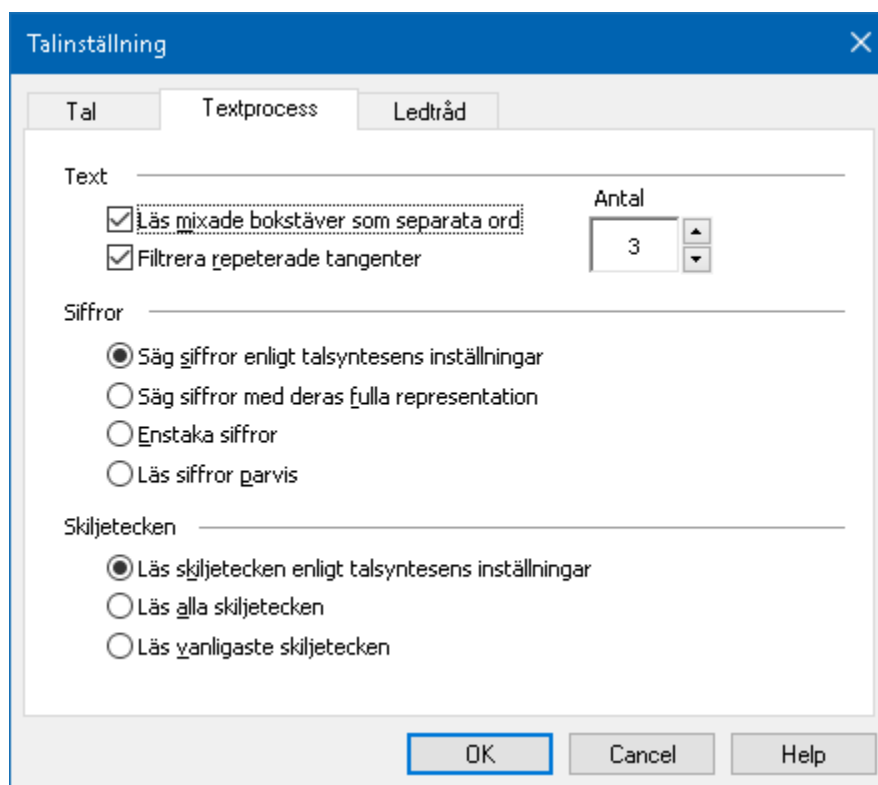 Talinställning
Tal Textprocess Ledtråd
Text
Antal
Läs mixade bokstäver som separata ord
3
Filtrera repeterade tangenter
Siffror
Säg siffror enligt talsyntesens inställningar
Säg siffror med deras fulla representation
Enstaka siffror
Läs siffror parvis
Skiljetecken
Läs skiljetecken enligt talsyntesens inställningar
Läs alla skiljetecken
Läs vanligaste skiljetecken
OK Cancel Help